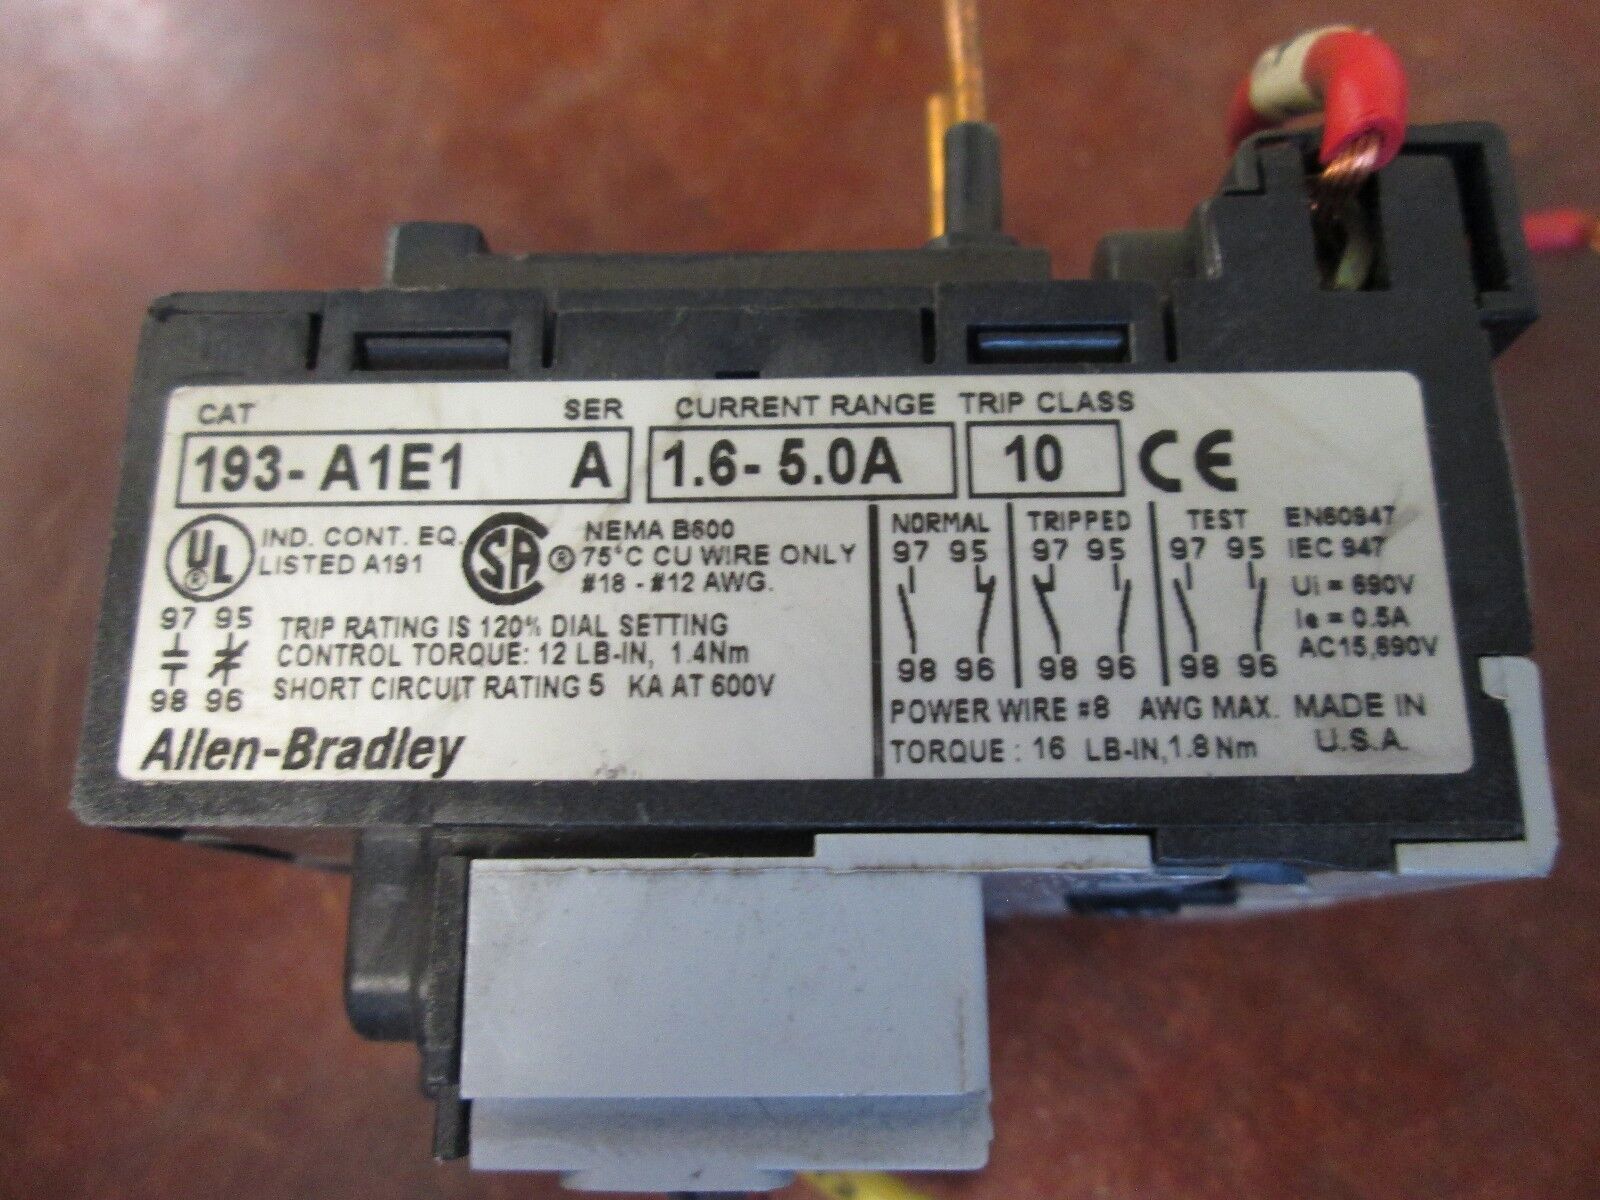 CAT SER CURRENT RANGE TRIP CLASS
193-A1E1 A 1.6-5.0A 10 CE
UL® IND. CONT. EQ.
LISTED A191
SA® NEMA B600
75°C CU WIRE ONLY
#18 - #12 AWG.
97 95
98 96
TRIP RATING IS 120% DIAL SETTING
CONTROL TORQUE: 12 LB-IN, 1.4Nm
SHORT CIRCUIT RATING 5 KA AT 600V
Allen-Bradley
NORMAL TRIPPED TEST
97 95 97 95 97 95
98 96 98 96 98 96
EN60947
IEC 947
Ui = 690V
Ie = 0.5A
AC15,690V
POWER WIRE #8 AWG MAX.
TORQUE: 16 LB-IN, 1.8 Nm
MADE IN
U.S.A.